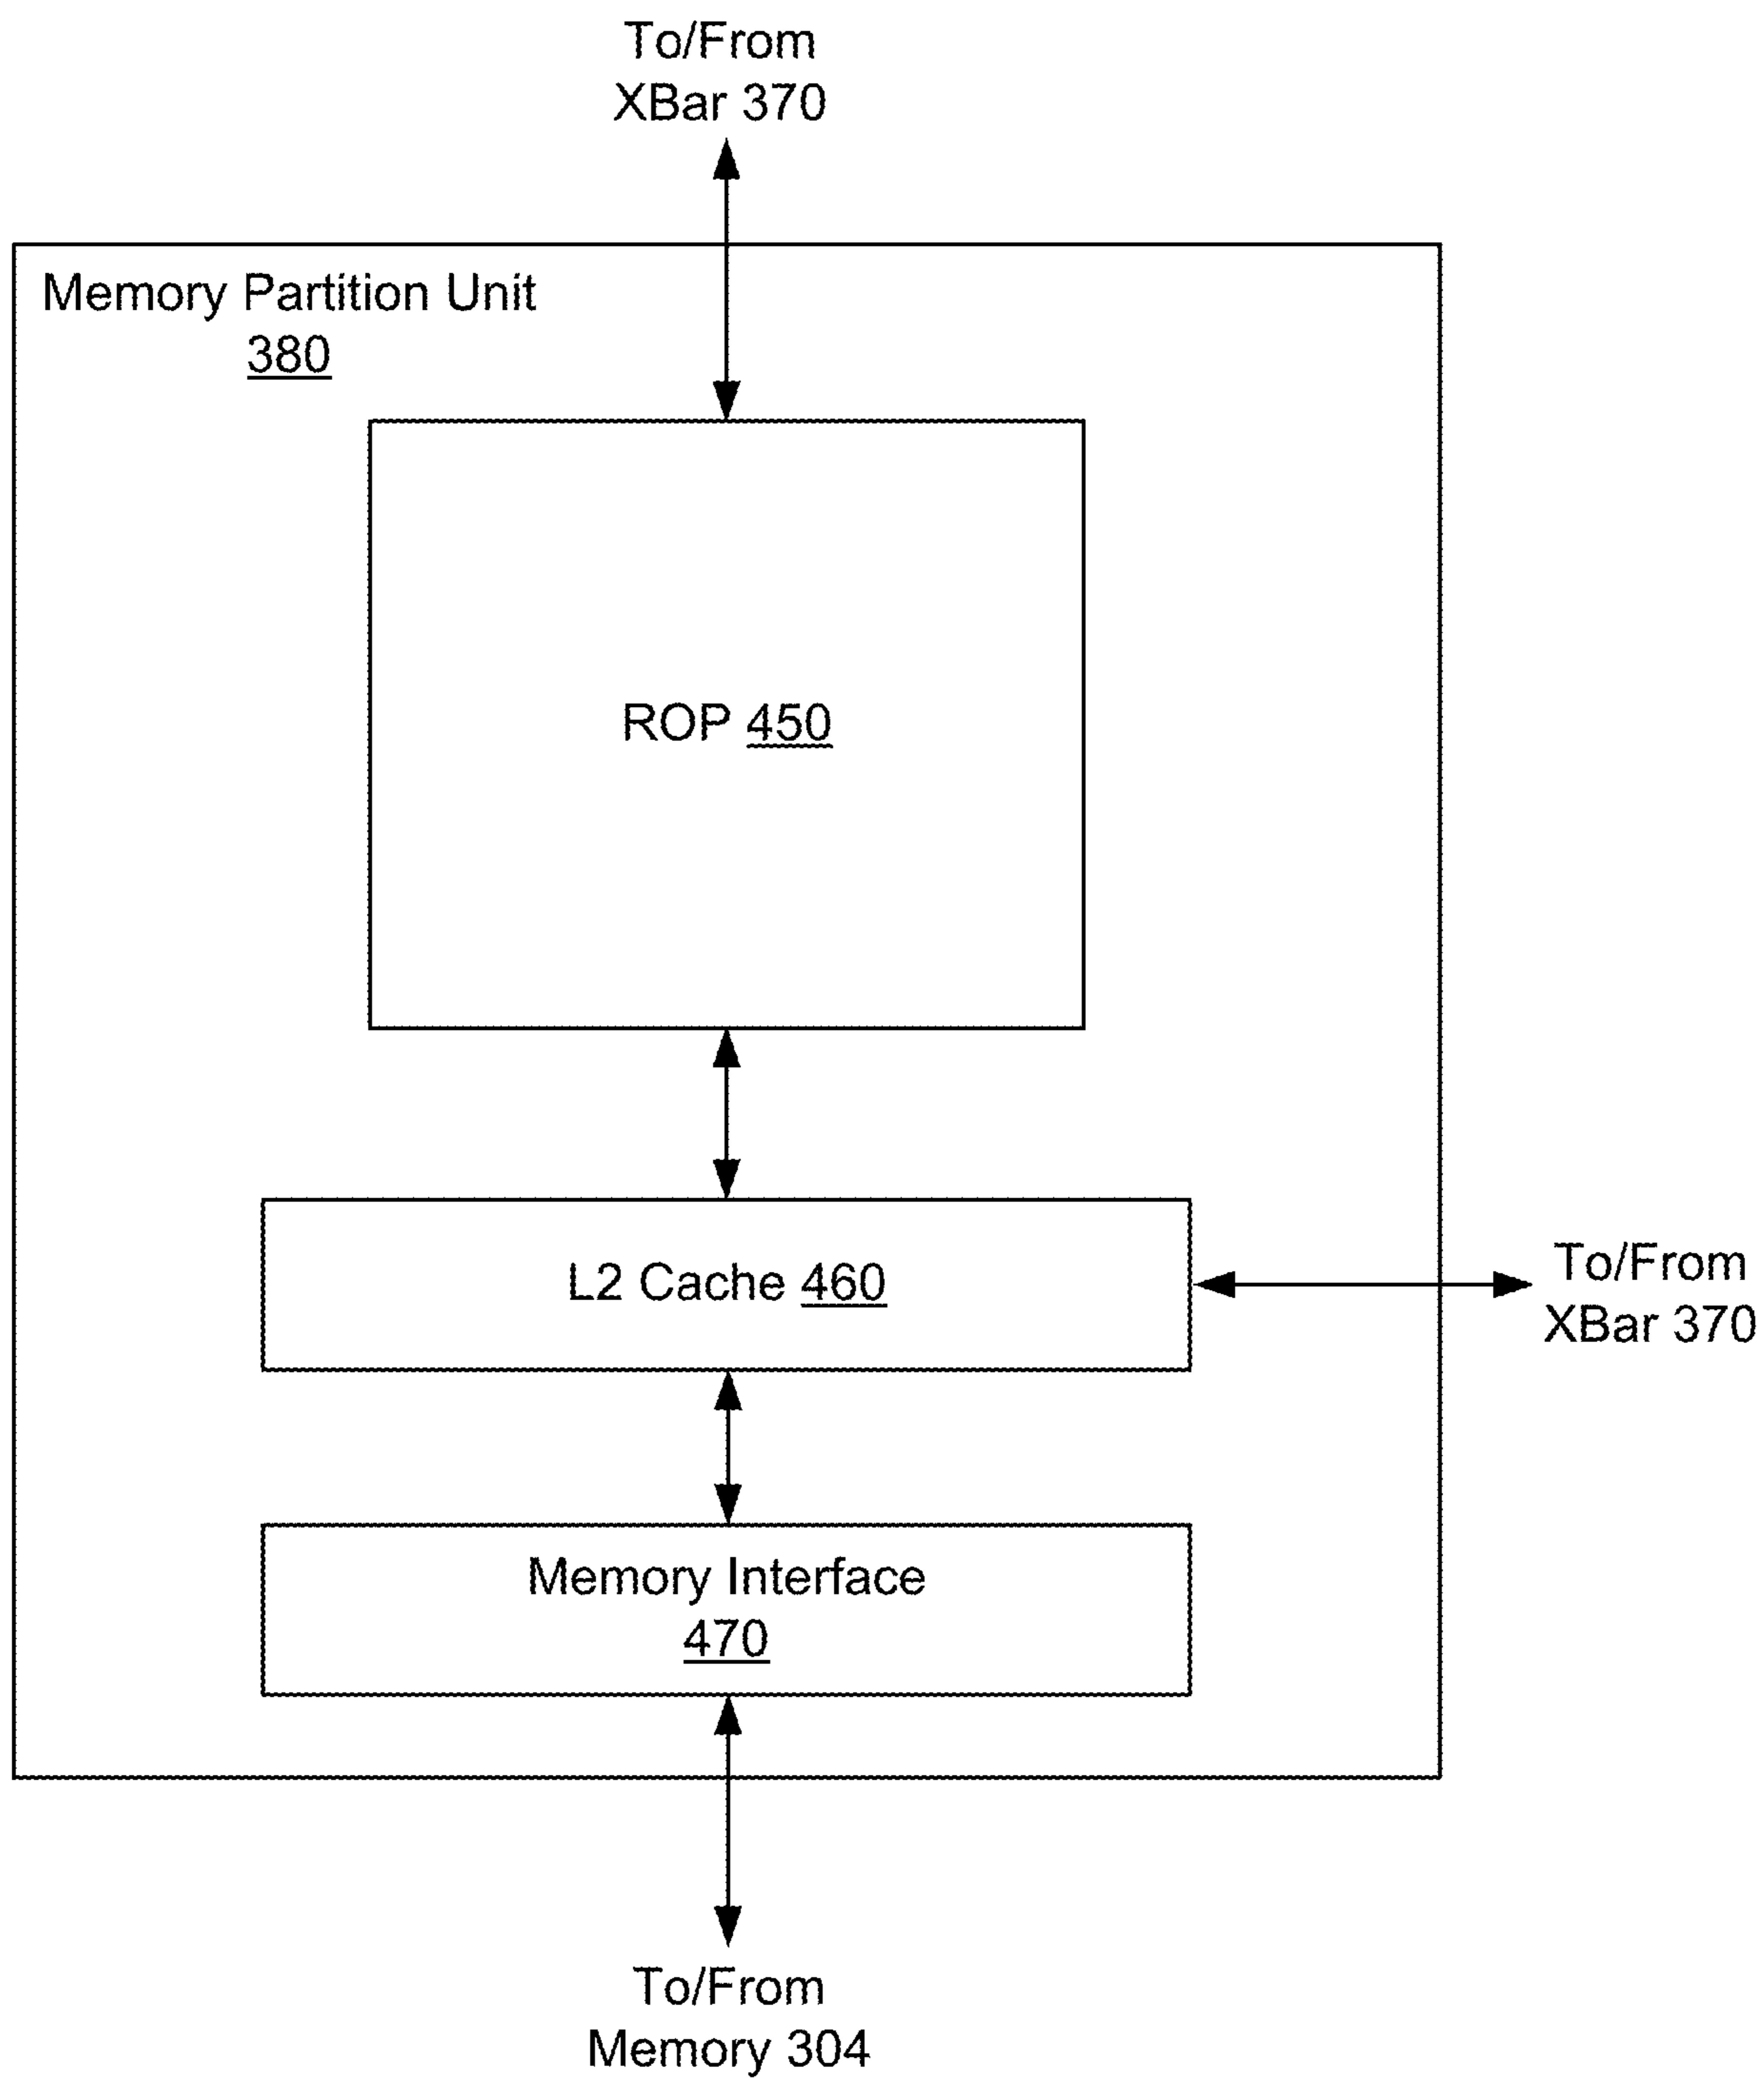 To/From
XBar 370
Memory Partition Unit
380
ROP 450
L2 Cache 460
To/From
XBar 370
Memory Interface
470
To/From
Memory 304